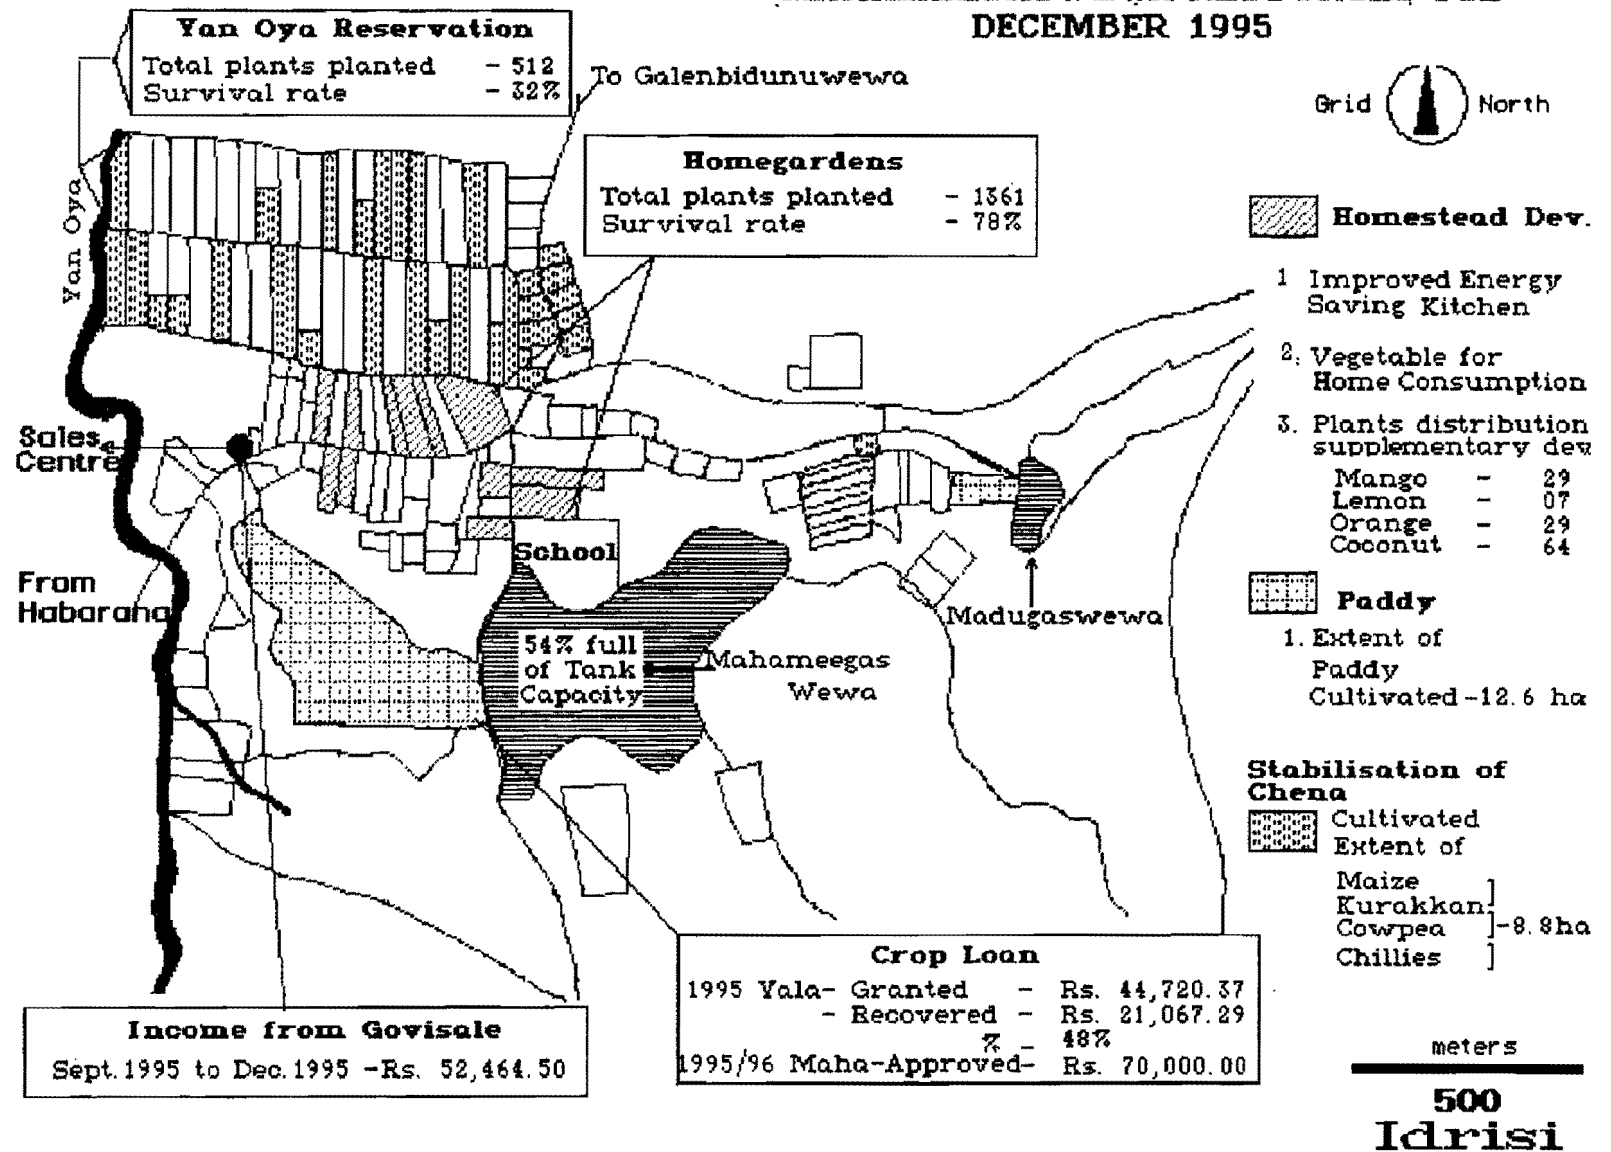 DECEMBER 1995
Yan Oya Reservation
Total plants planted - 512
Survival rate - 32%
To Galenbidunuwewa
Grid North
Homegardens
Total plants planted - 1361
Survival rate - 78%
Yan Oya
Homestead Dev.
1 Improved Energy
Saving Kitchen
2. Vegetable for
Home Consumption
3. Plants distribution
supplementary dev
Mango - 29
Lemon - 07
Orange - 29
Coconut - 64
Sales
Centre
School
From
Habarana
Madugaswewa
54% full
of Tank
Capacity
Mahameegas
Wewa
Paddy
1. Extent of
Paddy
Cultivated -12.6 ha
Stabilisation of
Chena
Cultivated
Extent of
Maize ]
Kurakkan
Cowpea ]-8.8ha
Chillies ]
Crop Loan
1995 Yala- Granted - Rs. 44,720.37
- Recovered - Rs. 21,067.29
% - 48%
1995/96 Maha-Approved- Rs. 70,000.00
Income from Govisale
Sept.1995 to Dec.1995 -Rs. 52,464.50
meters
500
Idrisi